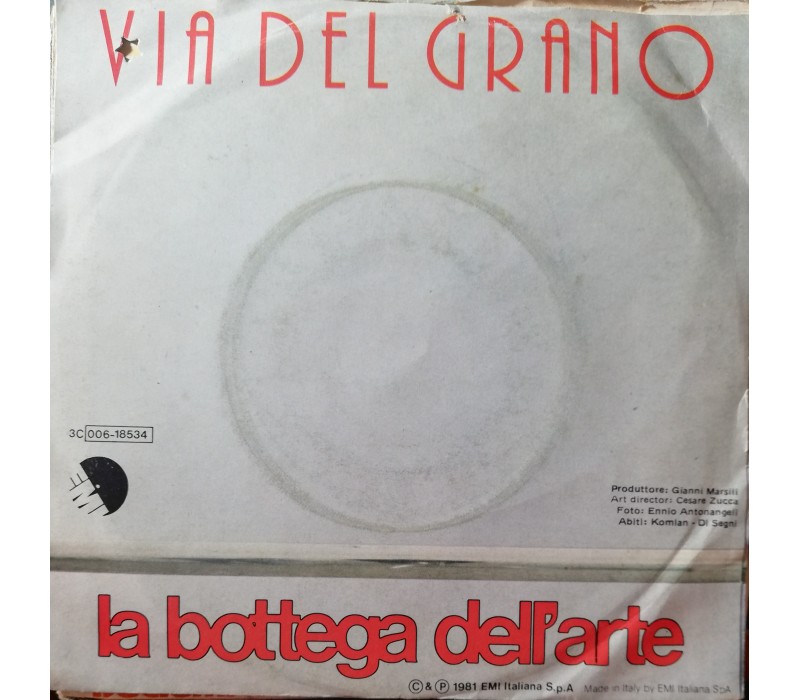 VIA DEL GRANO
3C 006-18534
EMI
Produttore: Gianni Marsili
Art director: Cesare Zucca
Foto: Ennio Antonangeli
Abiti: Komlan - Di Segni
la bottega dell'arte
© & ℗ 1981 EMI Italiana S.p.A Made in Italy by EMI Italiana SpA